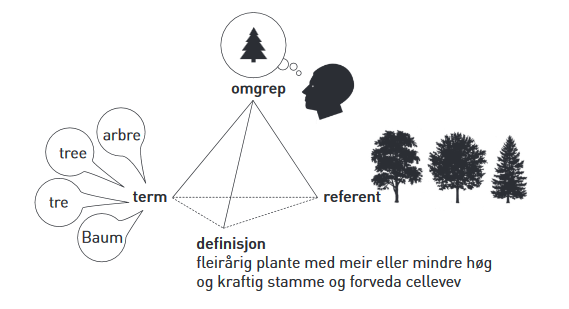 omgrep
arbre
tree
tre
Baum
term
referent
definisjon
fleirårig plante med meir eller mindre høg
og kraftig stamme og forveda cellevev